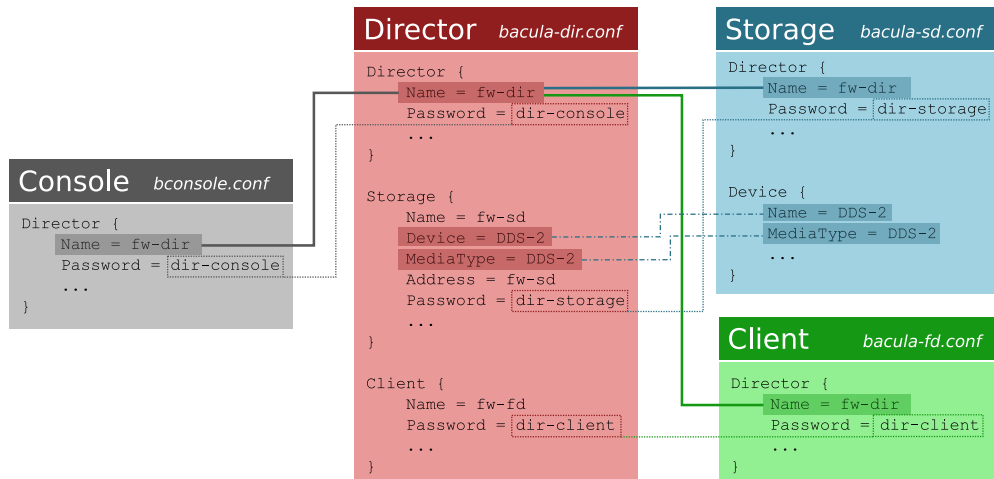 Console bconsole.conf
Director {
Name = fw-dir
Password = dir-console
...
}
Director bacula-dir.conf
Director {
Name = fw-dir
Password = dir-console
...
}
Storage {
Name = fw-sd
Device = DDS-2
MediaType = DDS-2
Address = fw-sd
Password = dir-storage
...
}
Client {
Name = fw-fd
Password = dir-client
...
}
Storage bacula-sd.conf
Director {
Name = fw-dir
Password = dir-storage
...
}
Device {
Name = DDS-2
MediaType = DDS-2
...
}
Client bacula-fd.conf
Director {
Name = fw-dir
Password = dir-client
...
}